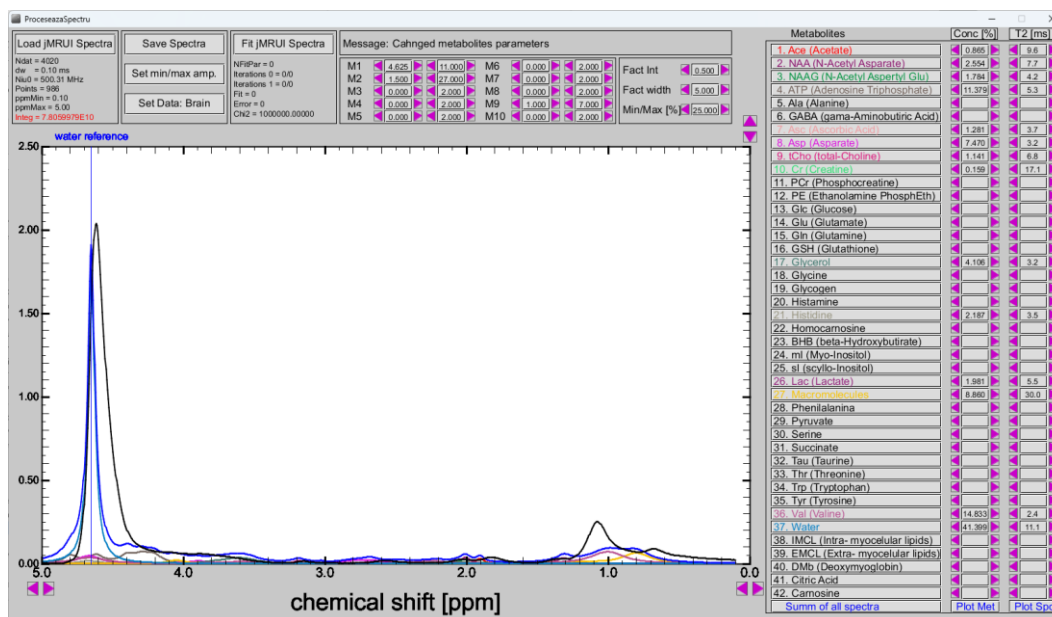 ProceseazaSpectru
Load jMRUI Spectra
Save Spectra
Fit jMRUI Spectra
Message: Cahnged metabolites parameters
Ndat = 4020
dw = 0.10 ms
Niu0 = 500.31 MHz
Points = 986
ppmMin = 0.10
ppmMax = 5.00
Integ = 7.8059979E10
Set min/max amp.
Set Data: Brain
NFitPar = 0
Iterations 0 = 0/0
Iterations 1 = 0/0
Fit = 0
Error = 0
Chi2 = 1000000.00000
M1 4.625 11.000 M6 0.000 2.000
M2 1.500 27.000 M7 0.000 2.000
M3 0.000 2.000 M8 0.000 2.000
M4 0.000 2.000 M9 1.000 7.000
M5 0.000 2.000 M10 0.000 2.000
Fact Int 0.500
Fact width 5.000
Min/Max [%] 25.000
water reference
2.50
2.00
1.50
1.00
0.50
0.00
5.0 4.0 3.0 2.0 1.0 0.0
chemical shift [ppm]
Metabolites Conc [%] T2 [ms]
1. Ace (Acetate) 0.865 9.6
2. NAA (N-Acetyl Asparate) 2.554 7.7
3. NAAG (N-Acetyl Aspertyl Glu) 1.784 4.2
4. ATP (Adenosine Triphosphate) 11.379 5.3
5. Ala (Alanine)
6. GABA (gama-Aminobutiric Acid)
7. Asc (Ascorbic Acid) 1.281 3.7
8. Asp (Asparate) 7.470 3.2
9. tCho (total-Choline) 1.141 6.8
10. Cr (Creatine) 0.159 17.1
11. PCr (Phosphocreatine)
12. PE (Ethanolamine PhosphEth)
13. Glc (Glucose)
14. Glu (Glutamate)
15. Gln (Glutamine)
16. GSH (Glutathione)
17. Glycerol 4.106 3.2
18. Glycine
19. Glycogen
20. Histamine
21. Histidine 2.187 3.5
22. Homocarnosine
23. BHB (beta-Hydroxybutirate)
24. mI (Myo-Inositol)
25. sI (scyllo-Inositol)
26. Lac (Lactate) 1.981 5.5
27. Macromolecules 8.860 30.0
28. Phenilalanina
29. Pyruvate
30. Serine
31. Succinate
32. Tau (Taurine)
33. Thr (Threonine)
34. Trp (Tryptophan)
35. Tyr (Tyrosine)
36. Val (Valine) 14.833 2.4
37. Water 41.399 11.1
38. IMCL (Intra- myocelular lipids)
39. EMCL (Extra- myocelular lipids)
40. DMb (Deoxymyoglobin)
41. Citric Acid
42. Carnosine
Summ of all spectra Plot Met Plot Spc